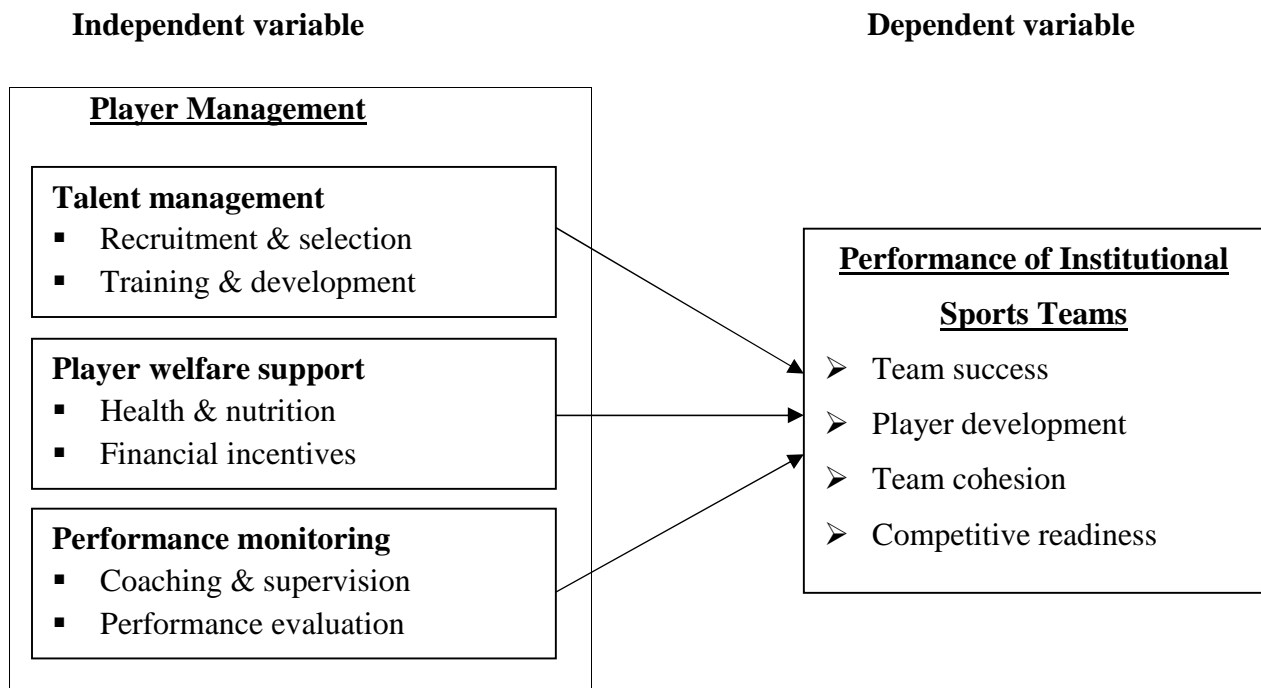 Independent variable
Dependent variable
Player Management
Talent management
▪ Recruitment & selection
▪ Training & development
Player welfare support
▪ Health & nutrition
▪ Financial incentives
Performance monitoring
▪ Coaching & supervision
▪ Performance evaluation
Performance of Institutional
Sports Teams
➢ Team success
➢ Player development
➢ Team cohesion
➢ Competitive readiness